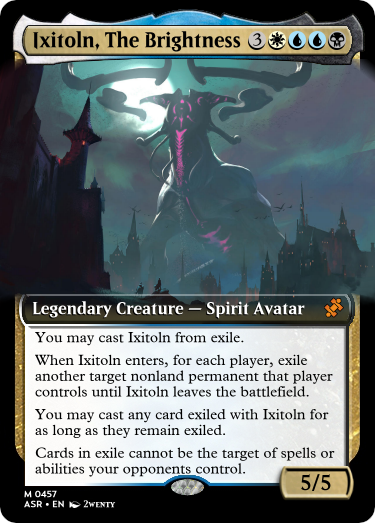 Ixitoln, The Brightness 3
Legendary Creature — Spirit Avatar
You may cast Ixitoln from exile.
When Ixitoln enters, for each player, exile
another target nonland permanent that player
controls until Ixitoln leaves the battlefield.
You may cast any card exiled with Ixitoln for
as long as they remain exiled.
Cards in exile cannot be the target of spells or
abilities your opponents control.
5/5
M 0457
ASR • EN 2wenty